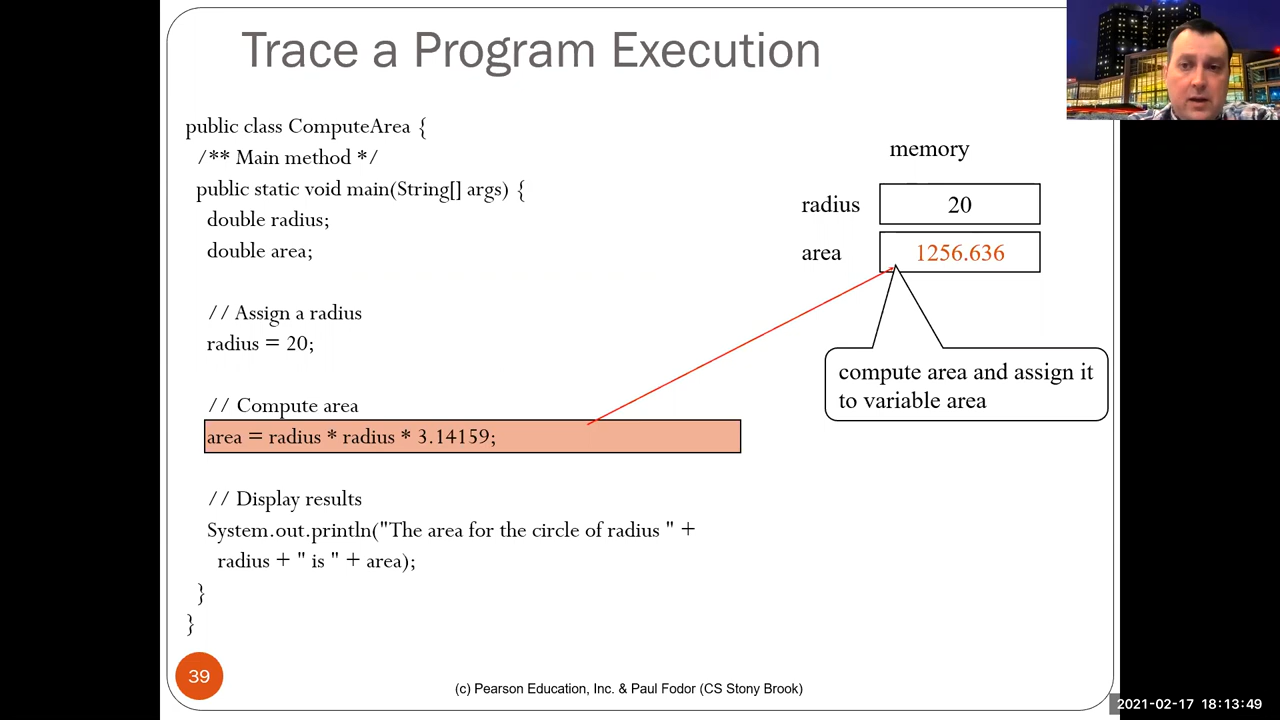 Trace a Program Execution
public class ComputeArea {
/** Main method */
public static void main(String[] args) {
double radius;
double area;
// Assign a radius
radius = 20;
// Compute area
area = radius * radius * 3.14159;
// Display results
System.out.println("The area for the circle of radius " +
radius + " is " + area);
}
}
memory
radius 20
area 1256.636
compute area and assign it
to variable area
39
(c) Pearson Education, Inc. & Paul Fodor (CS Stony Brook)
2021-02-17 18:13:49